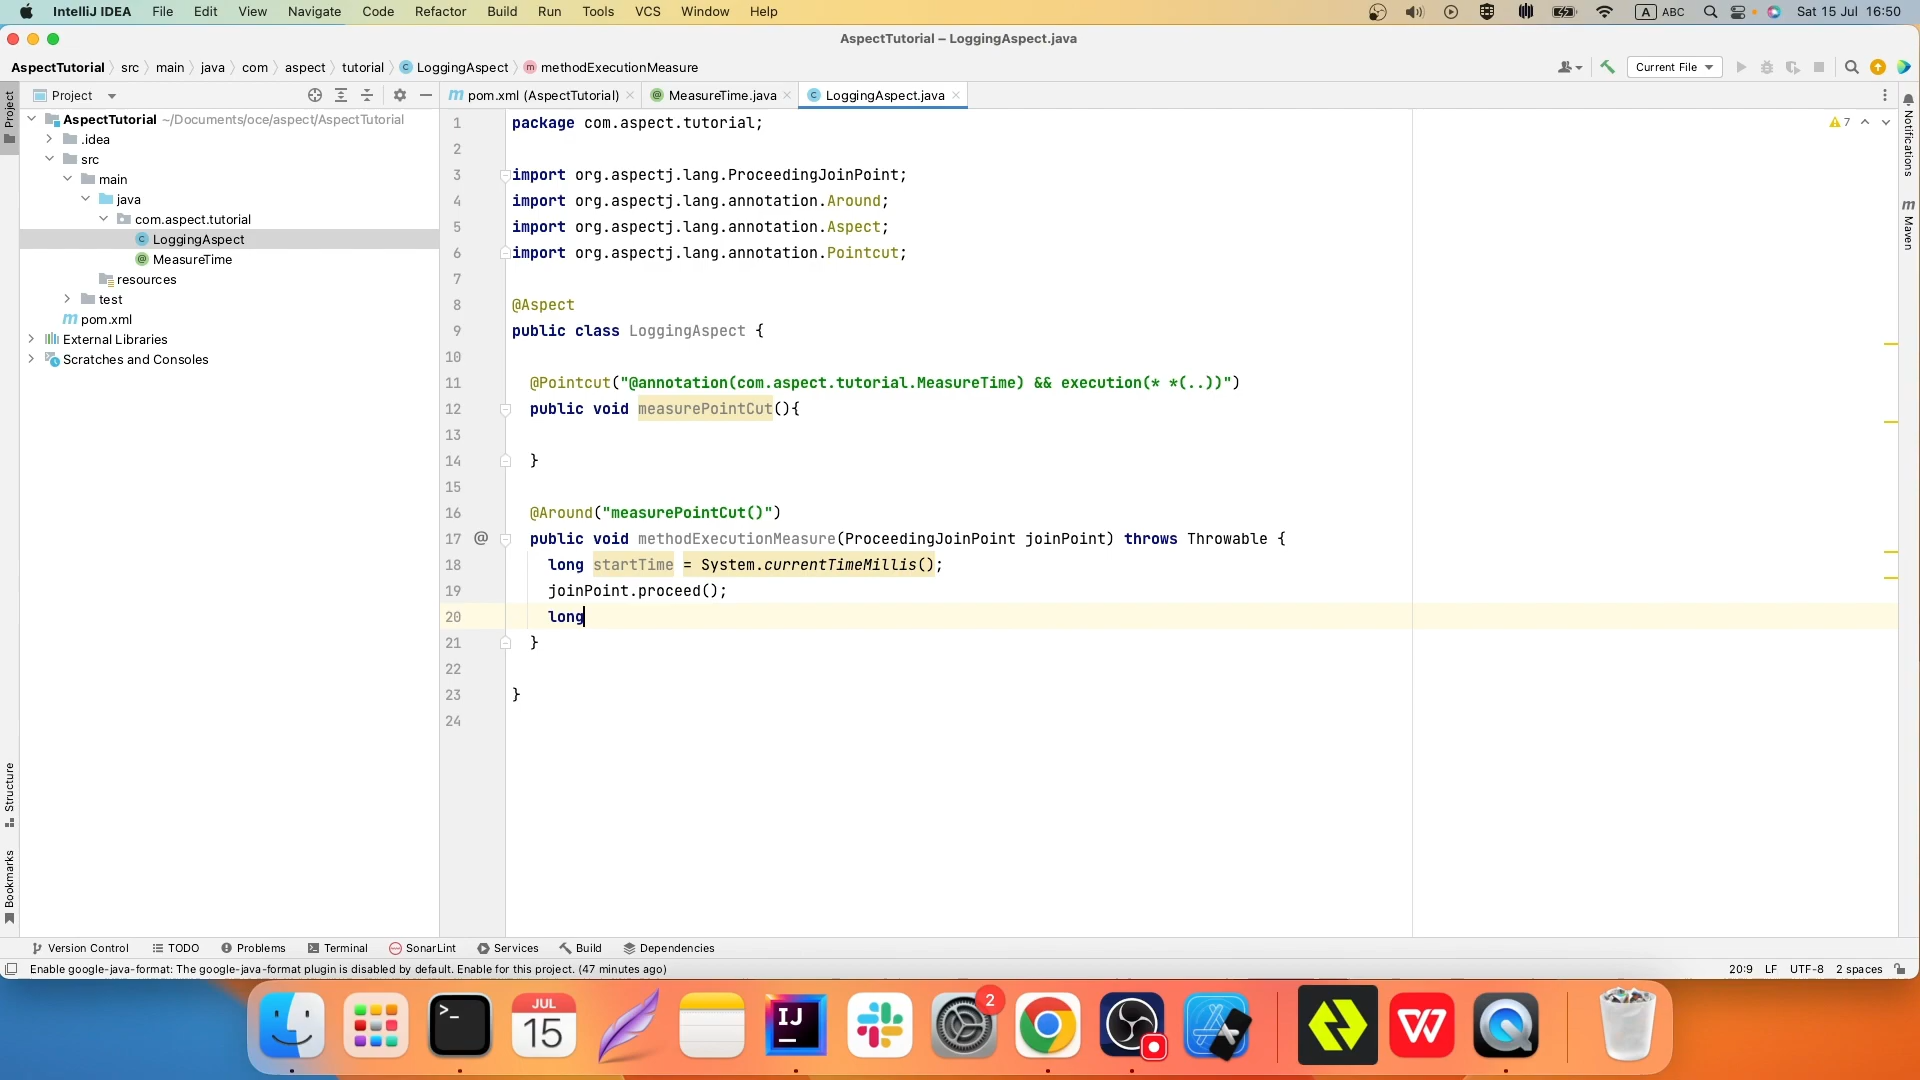 IntelliJ IDEA File Edit View Navigate Code Refactor Build Run Tools VCS Window Help A ABC Sat 15 Jul 16:50
AspectTutorial – LoggingAspect.java
AspectTutorial src main java com aspect tutorial LoggingAspect methodExecutionMeasure Current File
Project pom.xml (AspectTutorial) MeasureTime.java LoggingAspect.java
Project
AspectTutorial ~/Documents/oce/aspect/AspectTutorial
.idea
src
main
java
com.aspect.tutorial
LoggingAspect
MeasureTime
resources
test
pom.xml
External Libraries
Scratches and Consoles
1 package com.aspect.tutorial;
2
3 import org.aspectj.lang.ProceedingJoinPoint;
4 import org.aspectj.lang.annotation.Around;
5 import org.aspectj.lang.annotation.Aspect;
6 import org.aspectj.lang.annotation.Pointcut;
7
8 @Aspect
9 public class LoggingAspect {
10
11 @Pointcut("@annotation(com.aspect.tutorial.MeasureTime) && execution(* *(..))")
12 public void measurePointCut(){
13
14 }
15
16 @Around("measurePointCut()")
17 public void methodExecutionMeasure(ProceedingJoinPoint joinPoint) throws Throwable {
18 long startTime = System.currentTimeMillis();
19 joinPoint.proceed();
20 long
21 }
22
23 }
24
7
Notifications
Maven
Structure
Bookmarks
Version Control TODO Problems Terminal SonarLint Services Build Dependencies
Enable google-java-format: The google-java-format plugin is disabled by default. Enable for this project. (47 minutes ago) 20:9 LF UTF-8 2 spaces
JUL
15
IJ
2